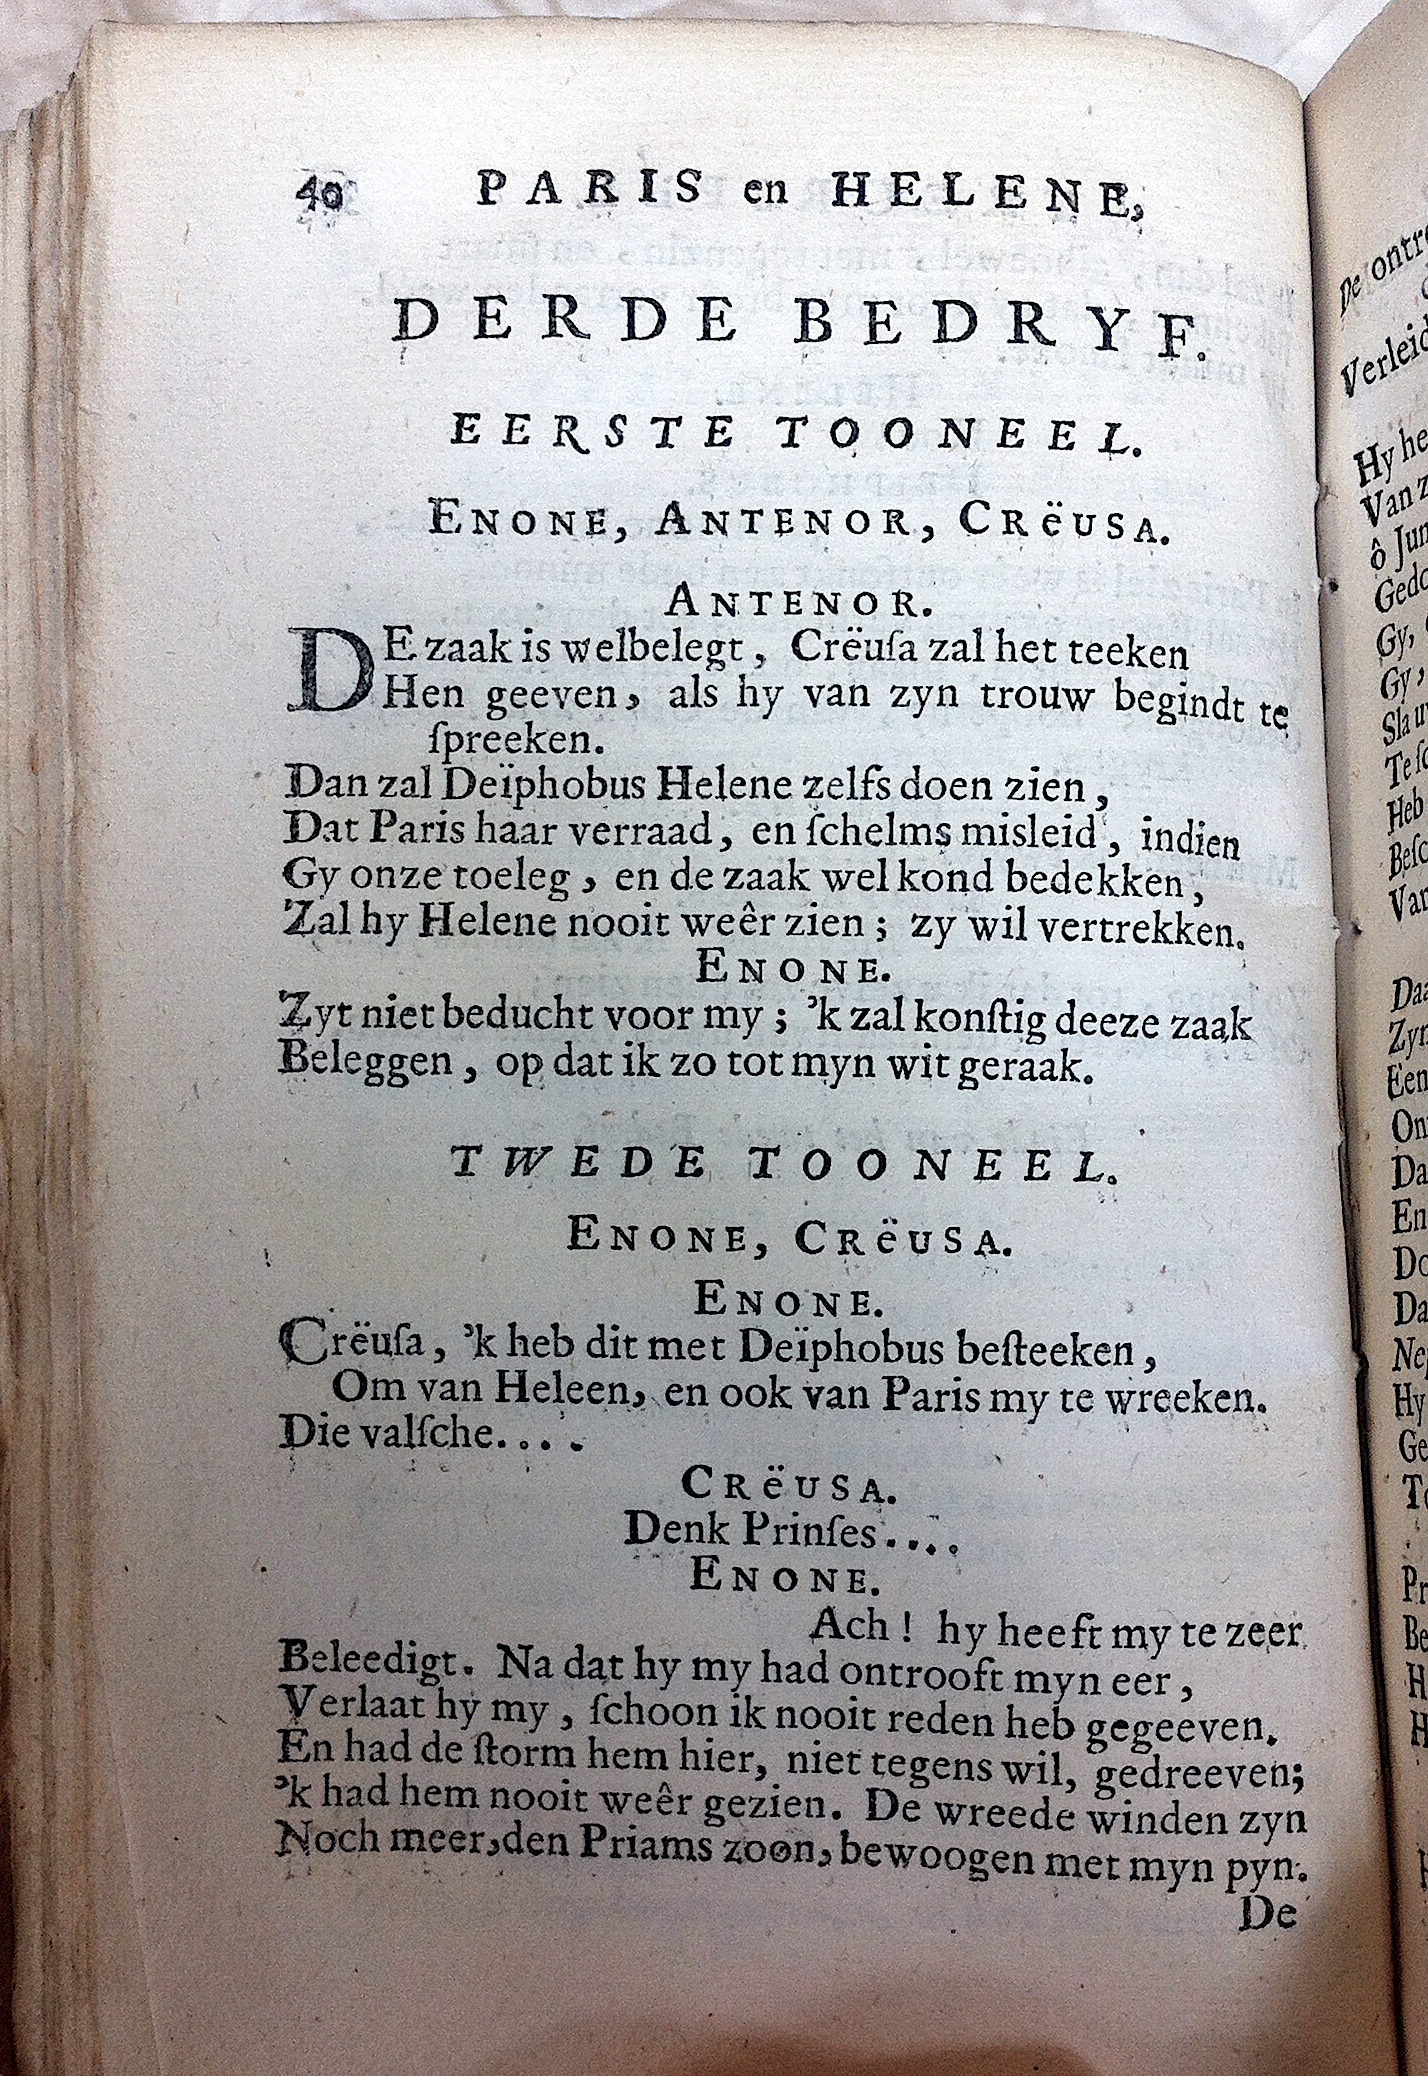 40 PARIS en HELENE,
DERDE BEDRYF.
EERSTE TOONEEL.
ENONE, ANTENOR, CRëUSA.
ANTENOR.
DE zaak is welbelegt, Crëuſa zal het teeken
Hen geeven, als hy van zyn trouw begindt te
ſpreeken.
Dan zal Deïphobus Helene zelfs doen zien,
Dat Paris haar verraad, en ſchelms misleid, indien
Gy onze toeleg, en de zaak wel kond bedekken,
Zal hy Helene nooit weêr zien; zy wil vertrekken.
ENONE.
Zyt niet beducht voor my; 'k zal konſtig deeze zaak
Beleggen, op dat ik zo tot myn wit geraak.
TWEDE TOONEEL.
ENONE, CRëUSA.
ENONE.
Crëuſa, 'k heb dit met Deïphobus beſteeken,
Om van Heleen, en ook van Paris my te wreeken.
Die valſche....
CRëUSA.
Denk Prinſes....
ENONE.
Ach! hy heeft my te zeer
Beleedigt. Na dat hy my had ontrooft myn eer,
Verlaat hy my, ſchoon ik nooit reden heb gegeeven.
En had de ſtorm hem hier, niet tegens wil, gedreeven;
'k had hem nooit weêr gezien. De wreede winden zyn
Noch meer, den Priams zoon, bewoogen met myn pyn.
De